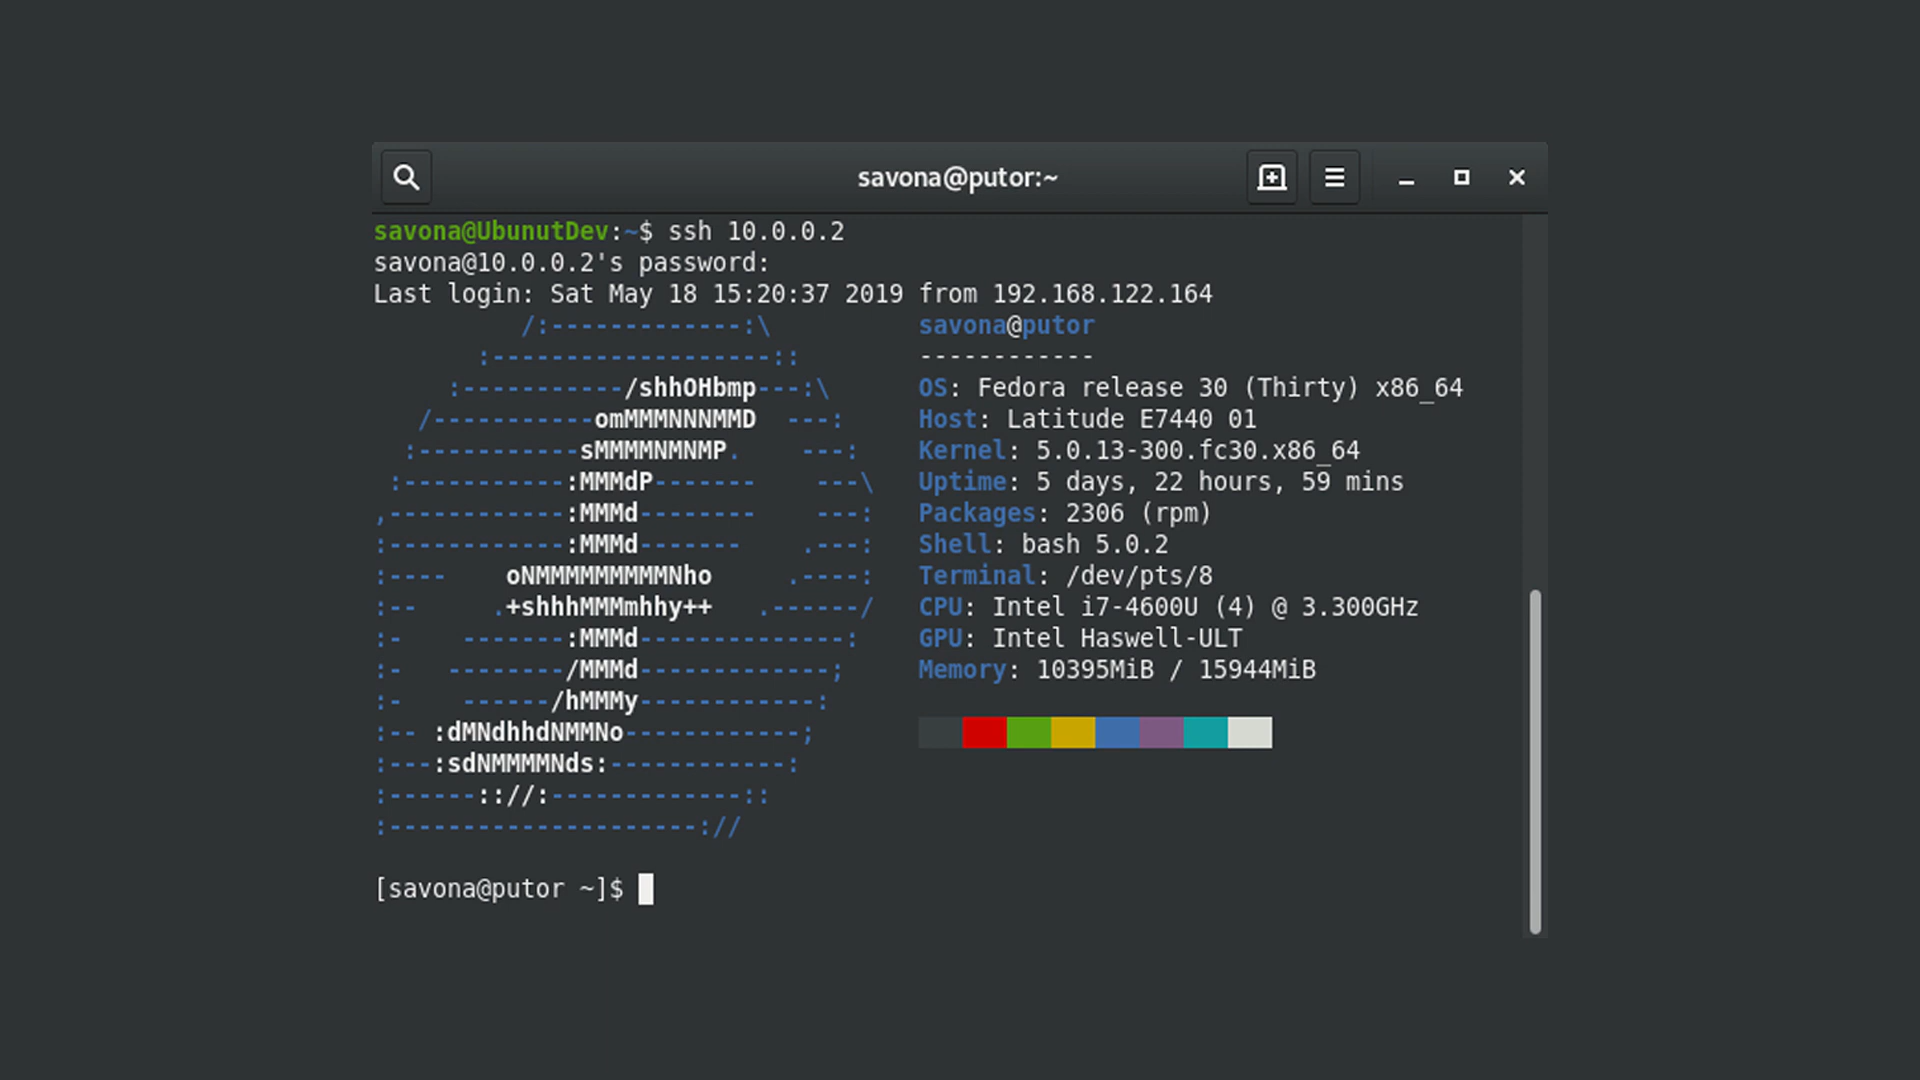 savona@putor:~
savona@UbunutDev:~$ ssh 10.0.0.2
savona@10.0.0.2's password:
Last login: Sat May 18 15:20:37 2019 from 192.168.122.164
          /:-------------:\          savona@putor
       :-------------------::        ------------
     :-----------/shhOHbmp---:\      OS: Fedora release 30 (Thirty) x86_64
   /-----------omMMMNNNMMD  ---:     Host: Latitude E7440 01
  :-----------sMMMMNMNMP.    ---:    Kernel: 5.0.13-300.fc30.x86_64
 :-----------:MMMdP-------    ---\   Uptime: 5 days, 22 hours, 59 mins
,------------:MMMd--------    ---:   Packages: 2306 (rpm)
:------------:MMMd-------    .---:   Shell: bash 5.0.2
:----    oNMMMMMMMMMNho     .----:   Terminal: /dev/pts/8
:--     .+shhhMMMmhhy++   .------/   CPU: Intel i7-4600U (4) @ 3.300GHz
:-    -------:MMMd--------------:    GPU: Intel Haswell-ULT
:-   --------/MMMd-------------;     Memory: 10395MiB / 15944MiB
:-    ------/hMMMy------------:
:-- :dMNdhhdNMMNo------------;
:---:sdNMMMMNds:------------:
:------:://:-------------::
:---------------------://
[savona@putor ~]$